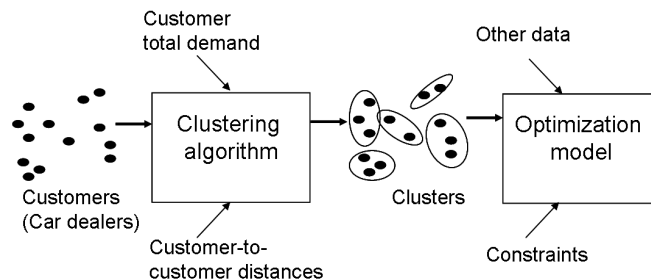 Customer
total demand
Other data
Clustering
algorithm
Optimization
model
Customers
(Car dealers)
Clusters
Customer-to-
customer distances
Constraints